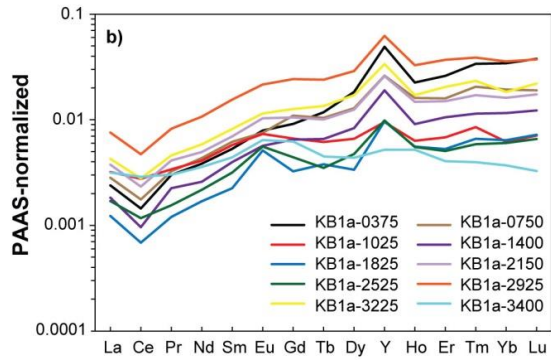 b)
PAAS-normalized
0.1
0.01
0.001
0.0001
KB1a-0375 KB1a-0750
KB1a-1025 KB1a-1400
KB1a-1825 KB1a-2150
KB1a-2525 KB1a-2925
KB1a-3225 KB1a-3400
La Ce Pr Nd Sm Eu Gd Tb Dy Y Ho Er Tm Yb Lu